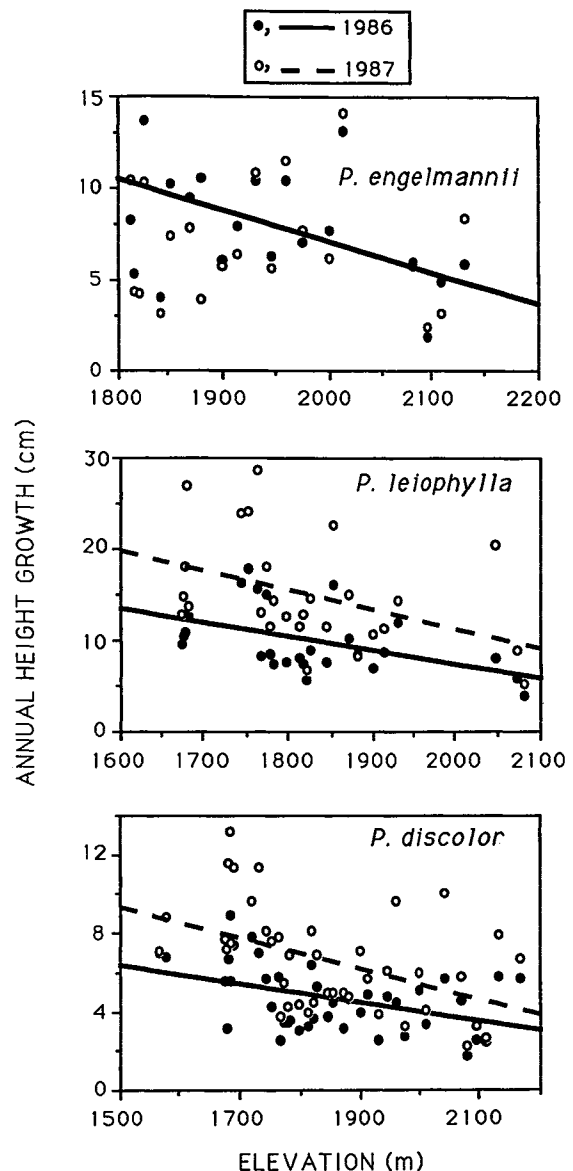 ●, 1986
o, 1987
15
10
5
0
P. engelmannii
1800 1900 2000 2100 2200
ANNUAL HEIGHT GROWTH (cm)
30
20
10
0
P. leiophylla
1600 1700 1800 1900 2000 2100
12
8
4
0
P. discolor
1500 1700 1900 2100
ELEVATION (m)